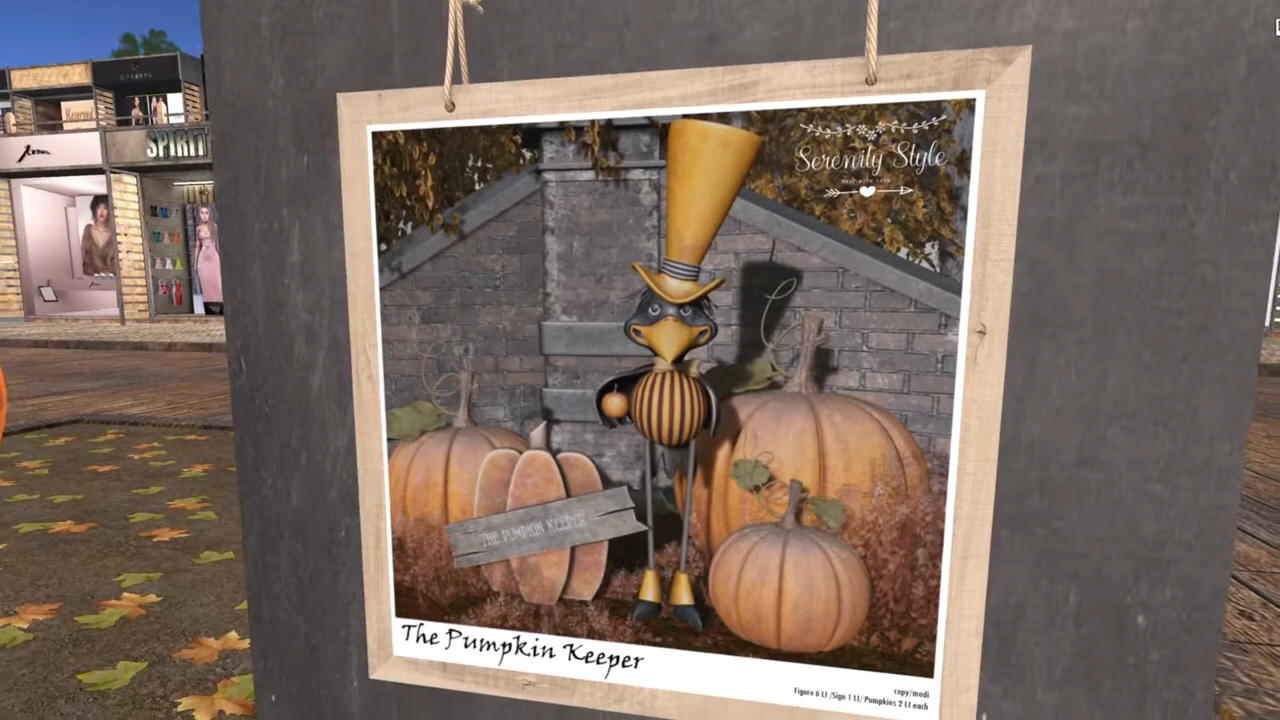 SPIRIT
Serenity Style
THE PUMPKIN KEEPER
The Pumpkin Keeper
copy/modi
Figure 6 LI /Sign 1 LI/ Pumpkins 2 LI each